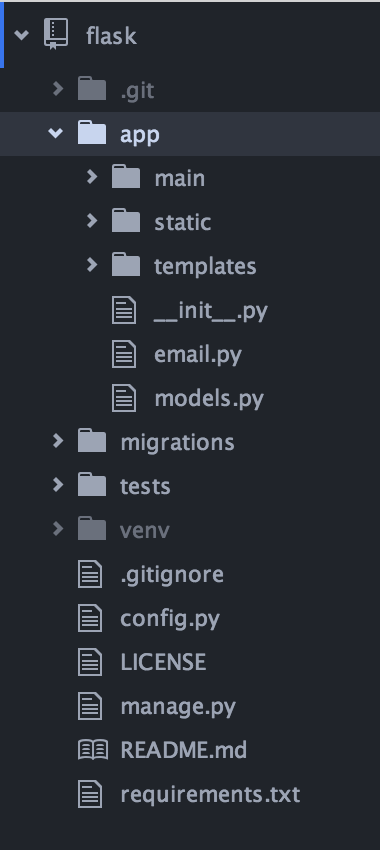 flask
.git
app
main
static
templates
__init__.py
email.py
models.py
migrations
tests
venv
.gitignore
config.py
LICENSE
manage.py
README.md
requirements.txt